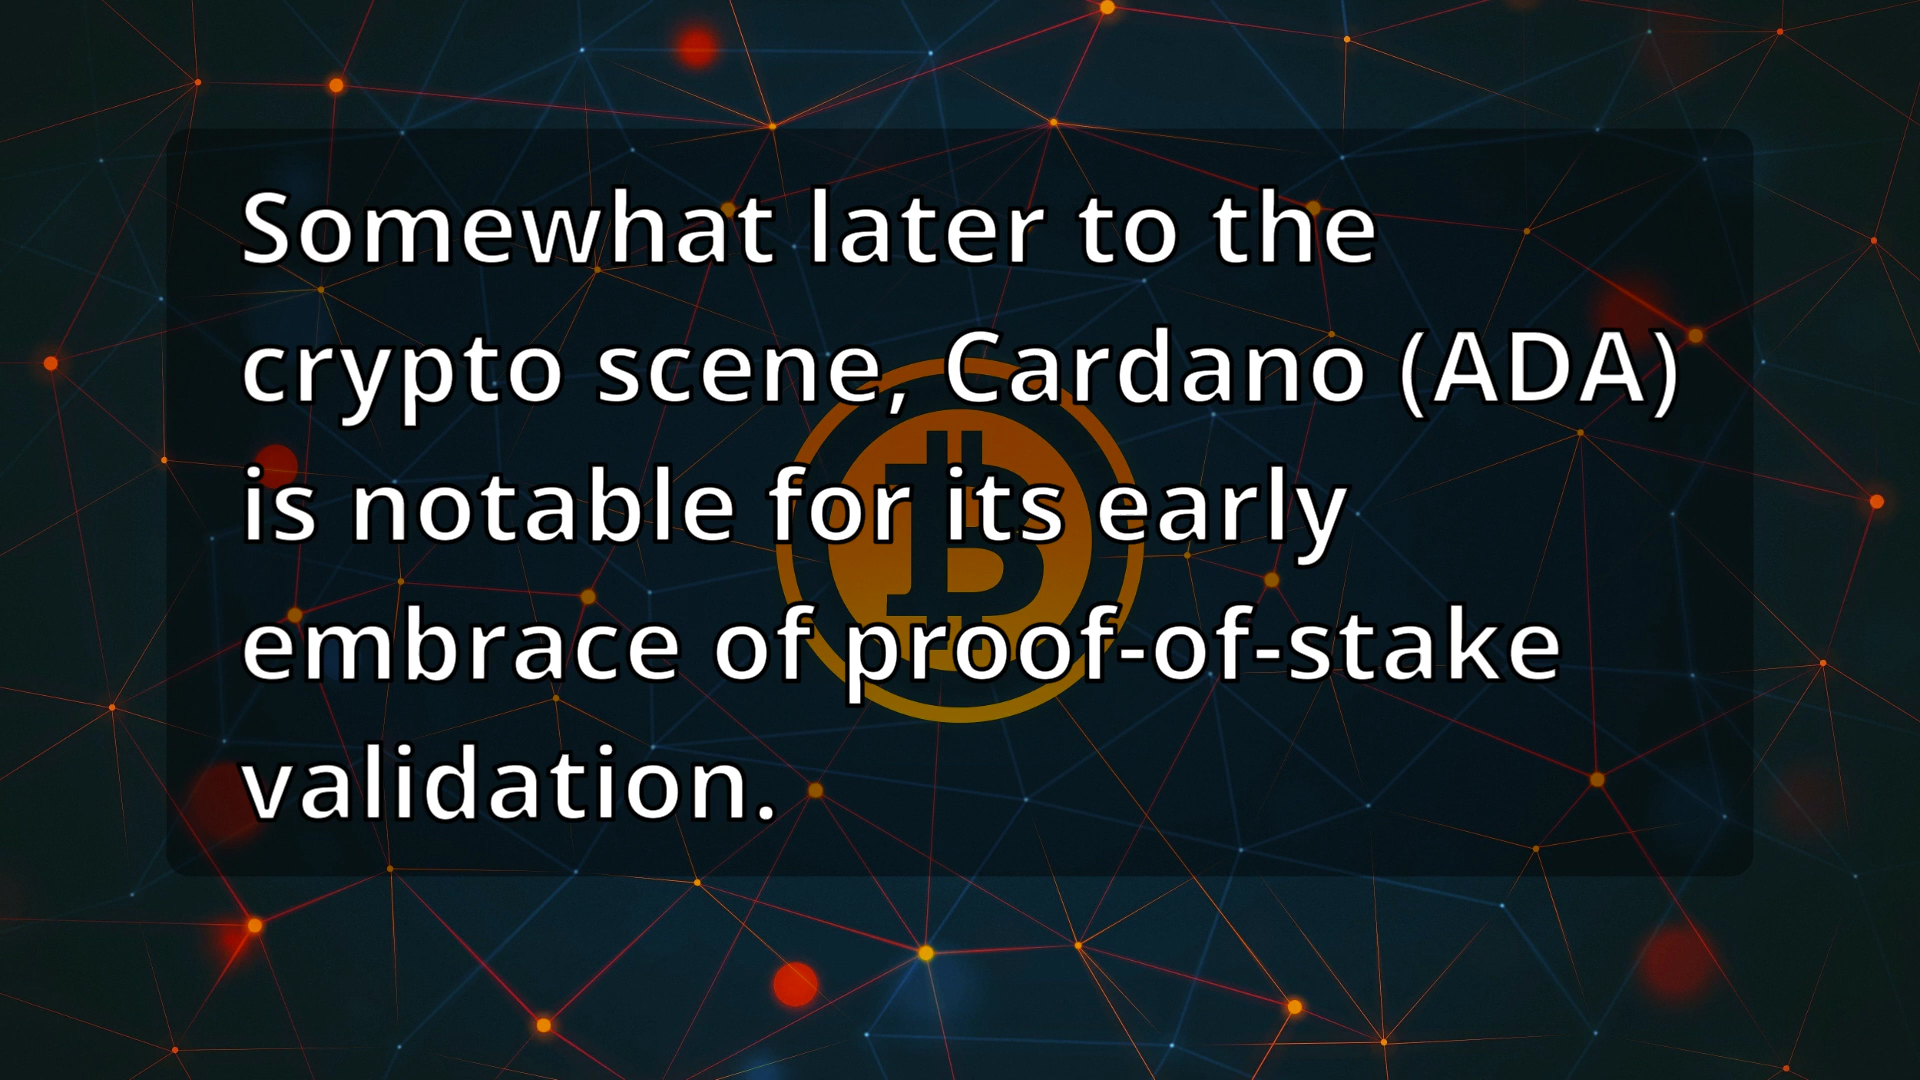 Somewhat later to the
crypto scene, Cardano (ADA)
is notable for its early
embrace of proof-of-stake
validation.